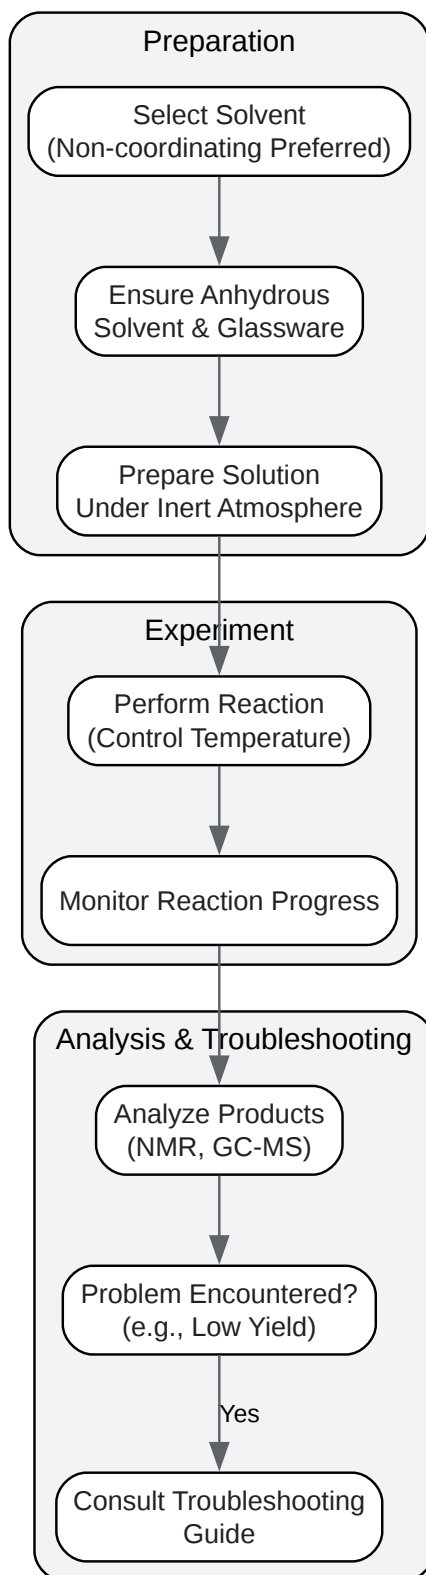 Preparation
Select Solvent
(Non-coordinating Preferred)
Ensure Anhydrous
Solvent & Glassware
Prepare Solution
Under Inert Atmosphere
Experiment
Perform Reaction
(Control Temperature)
Monitor Reaction Progress
Analysis & Troubleshooting
Analyze Products
(NMR, GC-MS)
Problem Encountered?
(e.g., Low Yield)
Yes
Consult Troubleshooting
Guide